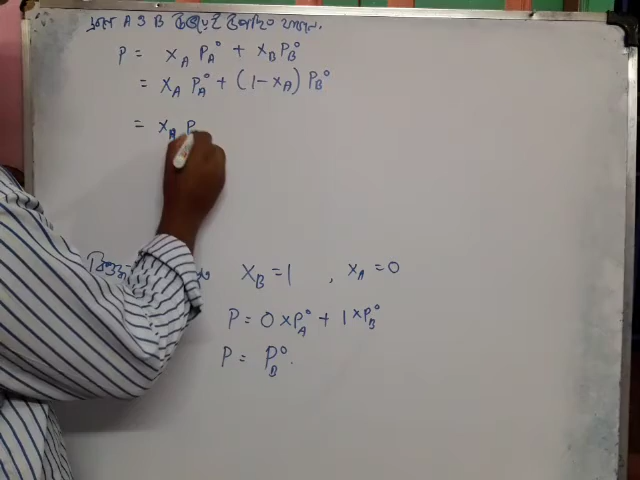 A ও B
P = x_A P_A° + x_B P_B°
= x_A P_A° + (1-x_A) P_B°
= x_A P
x_B = 1 , x_A = 0
P = 0 x P_A° + 1 x P_B°
P = P_B° .